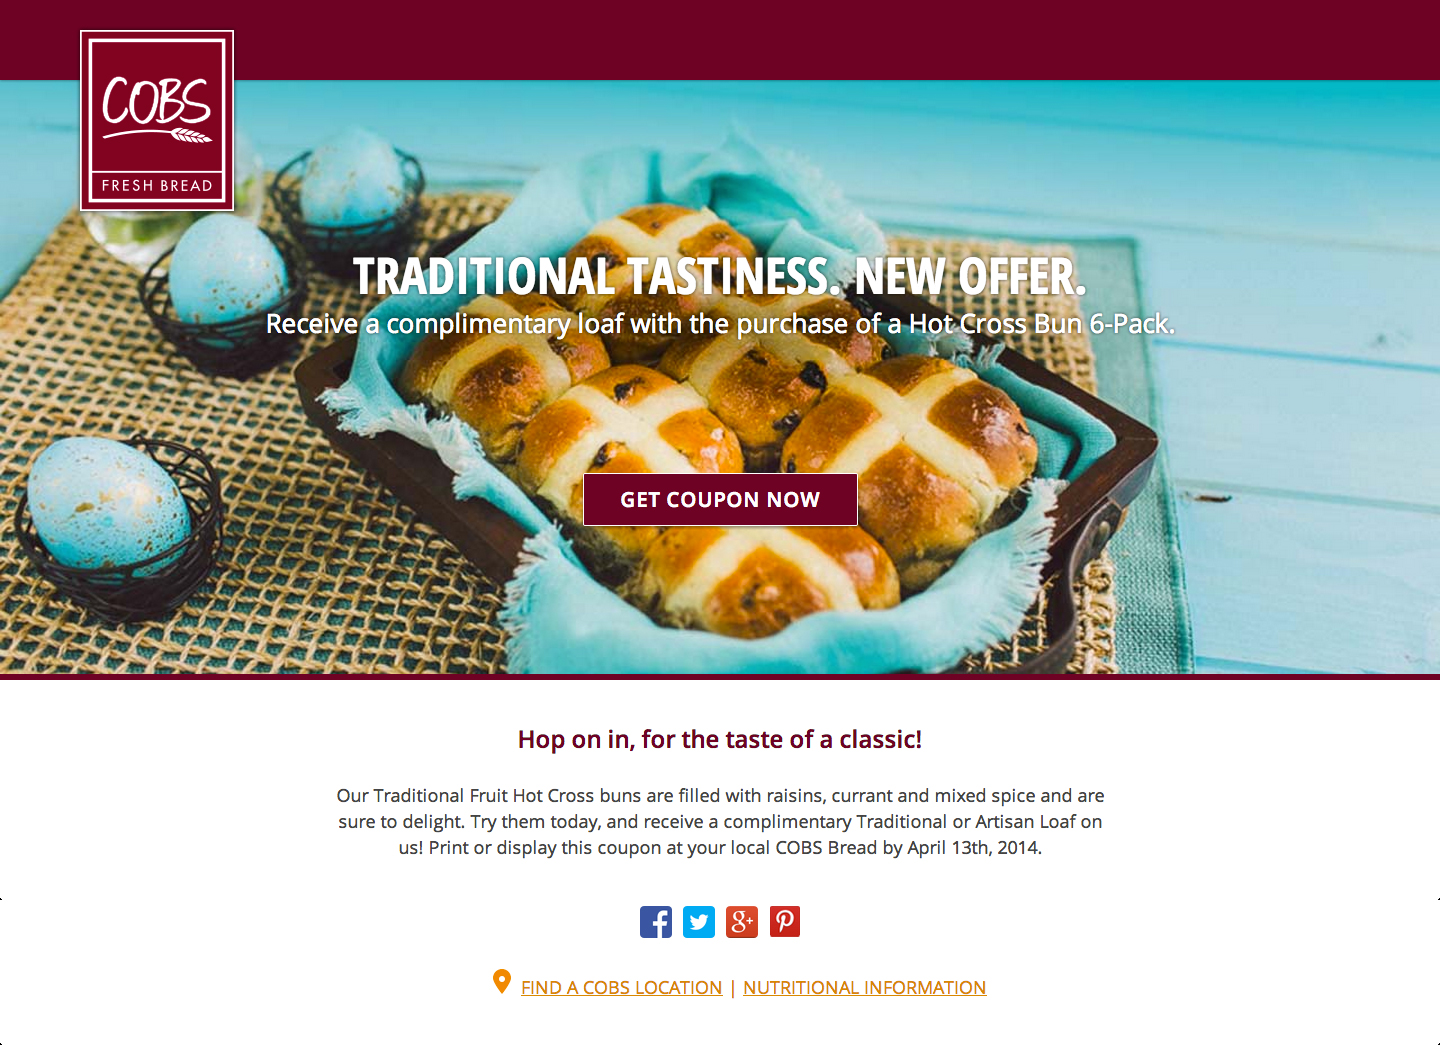 COBS
FRESH BREAD
TRADITIONAL TASTINESS. NEW OFFER.
Receive a complimentary loaf with the purchase of a Hot Cross Bun 6-Pack.
GET COUPON NOW
Hop on in, for the taste of a classic!
Our Traditional Fruit Hot Cross buns are filled with raisins, currant and mixed spice and are
sure to delight. Try them today, and receive a complimentary Traditional or Artisan Loaf on
us! Print or display this coupon at your local COBS Bread by April 13th, 2014.
FIND A COBS LOCATION | NUTRITIONAL INFORMATION